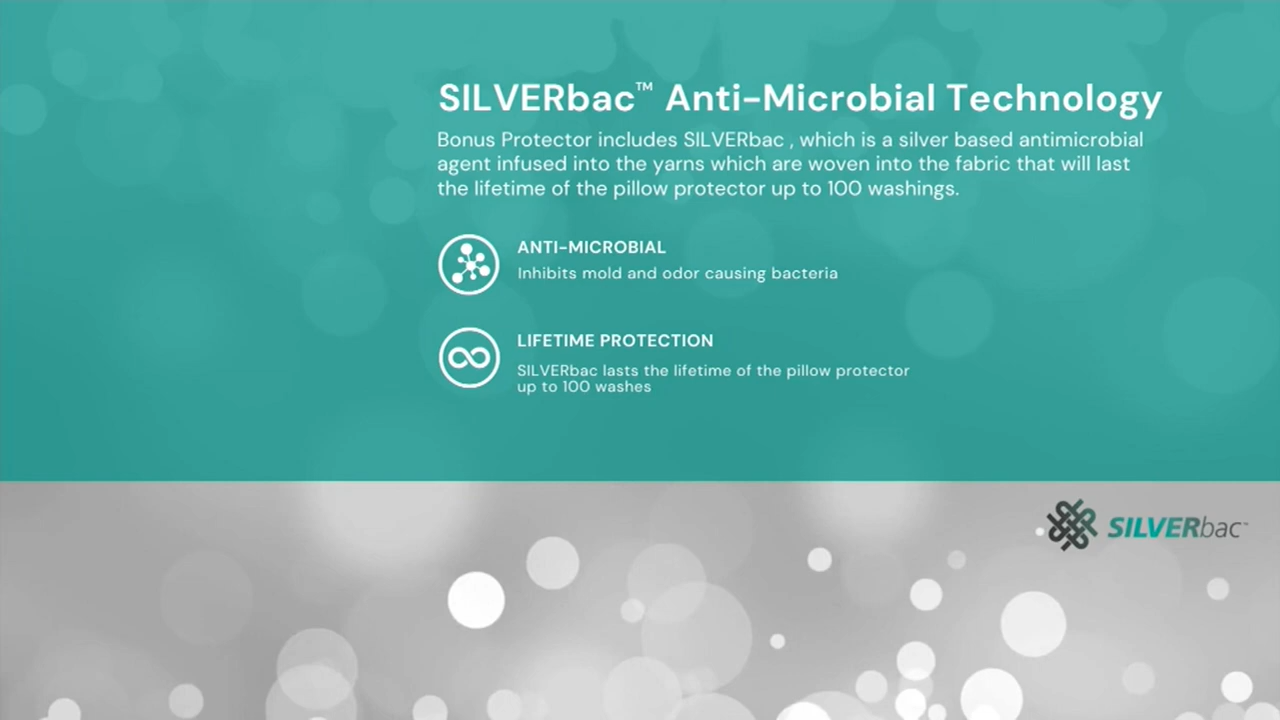 SILVERbac™ Anti-Microbial Technology
Bonus Protector includes SILVERbac , which is a silver based antimicrobial
agent infused into the yarns which are woven into the fabric that will last
the lifetime of the pillow protector up to 100 washings.
ANTI-MICROBIAL
Inhibits mold and odor causing bacteria
LIFETIME PROTECTION
SILVERbac lasts the lifetime of the pillow protector
up to 100 washes
SILVERbac™